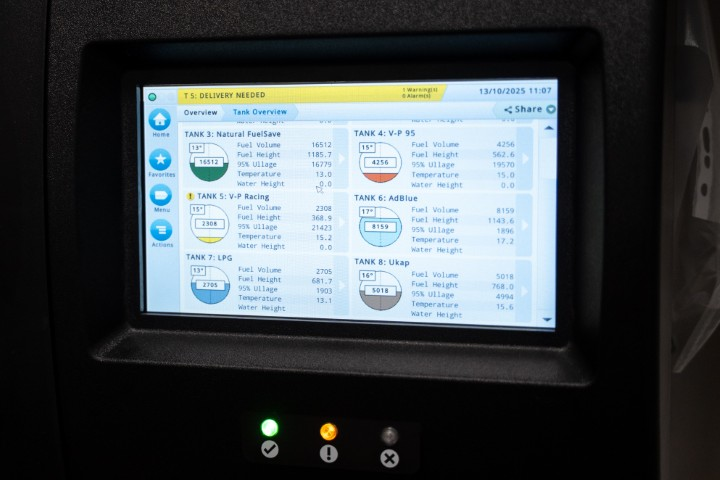 T 5: DELIVERY NEEDED
1 Warning(s)
0 Alarm(s)
13/10/2025 11:07
Overview Tank Overview Share
Home
Favorites
Menu
Actions
TANK 3: Natural FuelSave
13°
16512
Fuel Volume 16512
Fuel Height 1185.7
95% Ullage 16779
Temperature 13.0
Water Height 0.0
TANK 4: V-P 95
15°
4256
Fuel Volume 4256
Fuel Height 562.6
95% Ullage 19570
Temperature 15.0
Water Height 0.0
TANK 5: V-P Racing
15°
2308
Fuel Volume 2308
Fuel Height 368.9
95% Ullage 21423
Temperature 15.2
Water Height 0.0
TANK 6: AdBlue
17°
8159
Fuel Volume 8159
Fuel Height 1143.6
95% Ullage 1896
Temperature 17.2
Water Height 0.0
TANK 7: LPG
13°
2705
Fuel Volume 2705
Fuel Height 681.7
95% Ullage 1903
Temperature 13.1
Water Height
TANK 8: Ukap
16°
5018
Fuel Volume 5018
Fuel Height 768.0
95% Ullage 4994
Temperature 15.6
Water Height